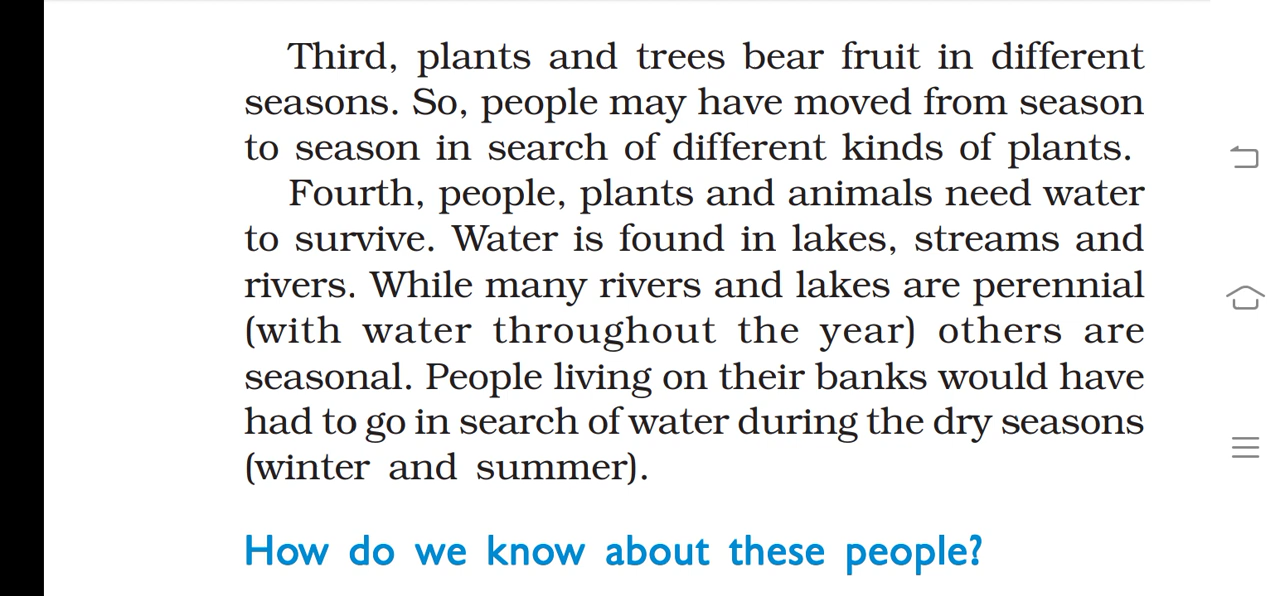 Third, plants and trees bear fruit in different
seasons. So, people may have moved from season
to season in search of different kinds of plants.
Fourth, people, plants and animals need water
to survive. Water is found in lakes, streams and
rivers. While many rivers and lakes are perennial
(with water throughout the year) others are
seasonal. People living on their banks would have
had to go in search of water during the dry seasons
(winter and summer).
How do we know about these people?